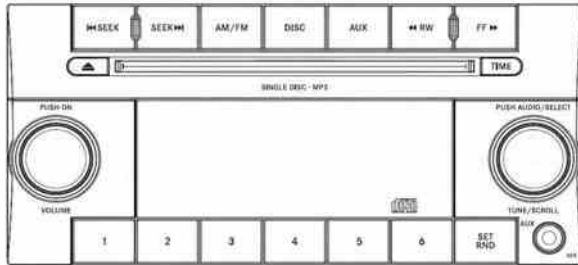 ⏮SEEK SEEK⏭ AM/FM DISC AUX ◀◀ RW FF ▶▶
TIME
SINGLE DISC - MP3
PUSH ON PUSH AUDIO/SELECT
VOLUME TUNE/SCROLL
AUX
1 2 3 4 5 6 SET
RND